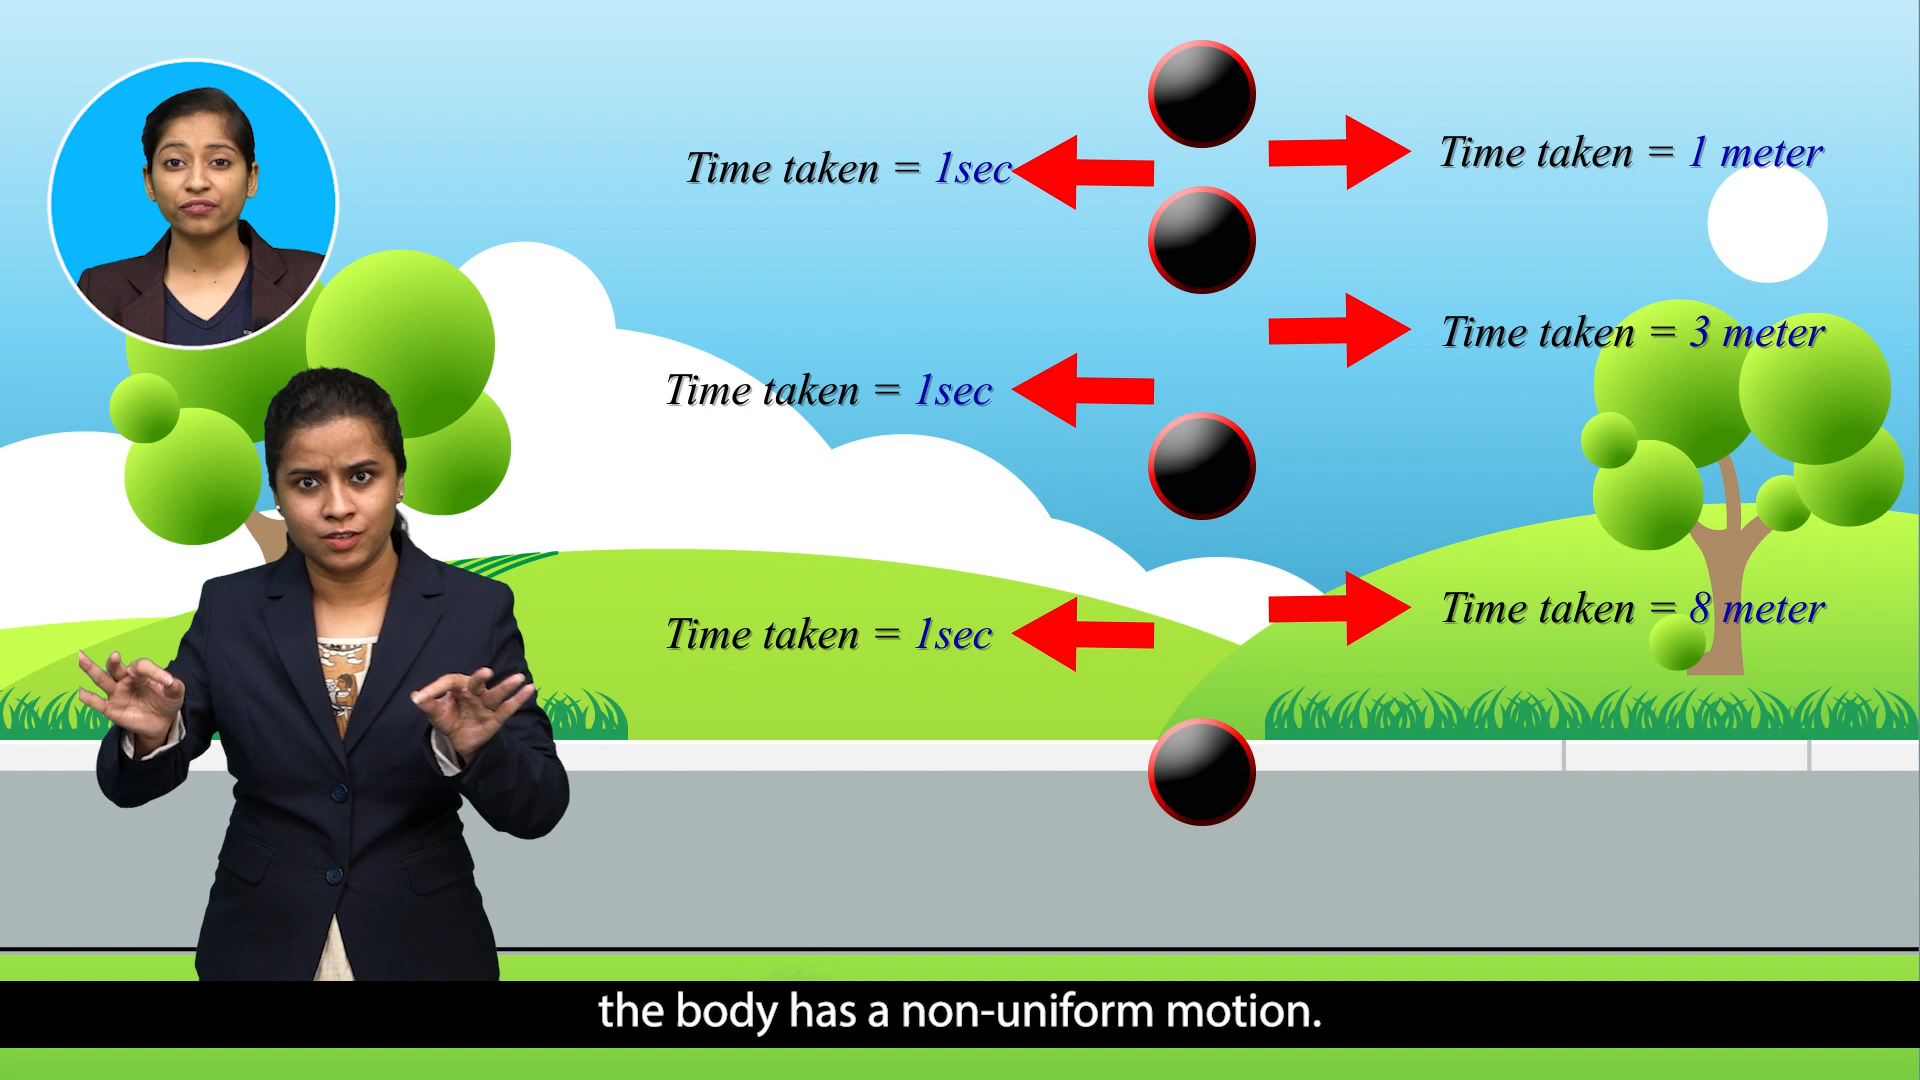 Time taken = 1 meter
Time taken = 1sec
Time taken = 3 meter
Time taken = 1sec
Time taken = 8 meter
Time taken = 1sec
the body has a non-uniform motion.